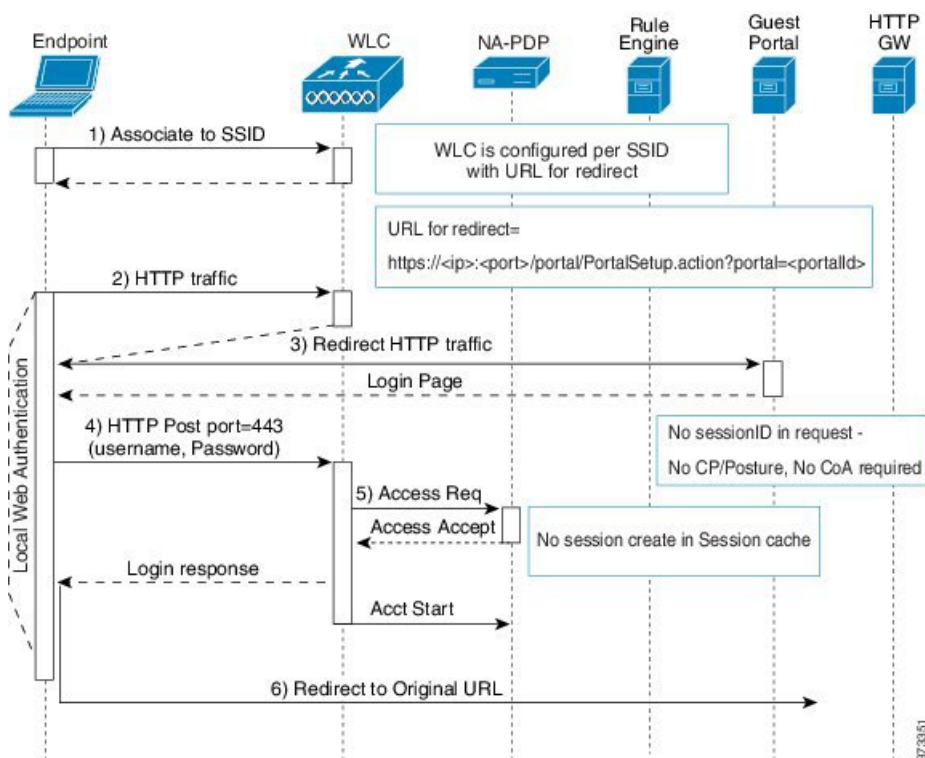 Endpoint
WLC
NA-PDP
Rule
Engine
Guest
Portal
HTTP
GW
1) Associate to SSID
WLC is configured per SSID
with URL for redirect
URL for redirect=
https://<ip>:<port>/portal/PortalSetup.action?portal=<portalId>
2) HTTP traffic
3) Redirect HTTP traffic
Login Page
Local Web Authentication
4) HTTP Post port=443
(username, Password)
No sessionID in request -
No CP/Posture, No CoA required
5) Access Req
Access Accept
No session create in Session cache
Login response
Acct Start
6) Redirect to Original URL
373351